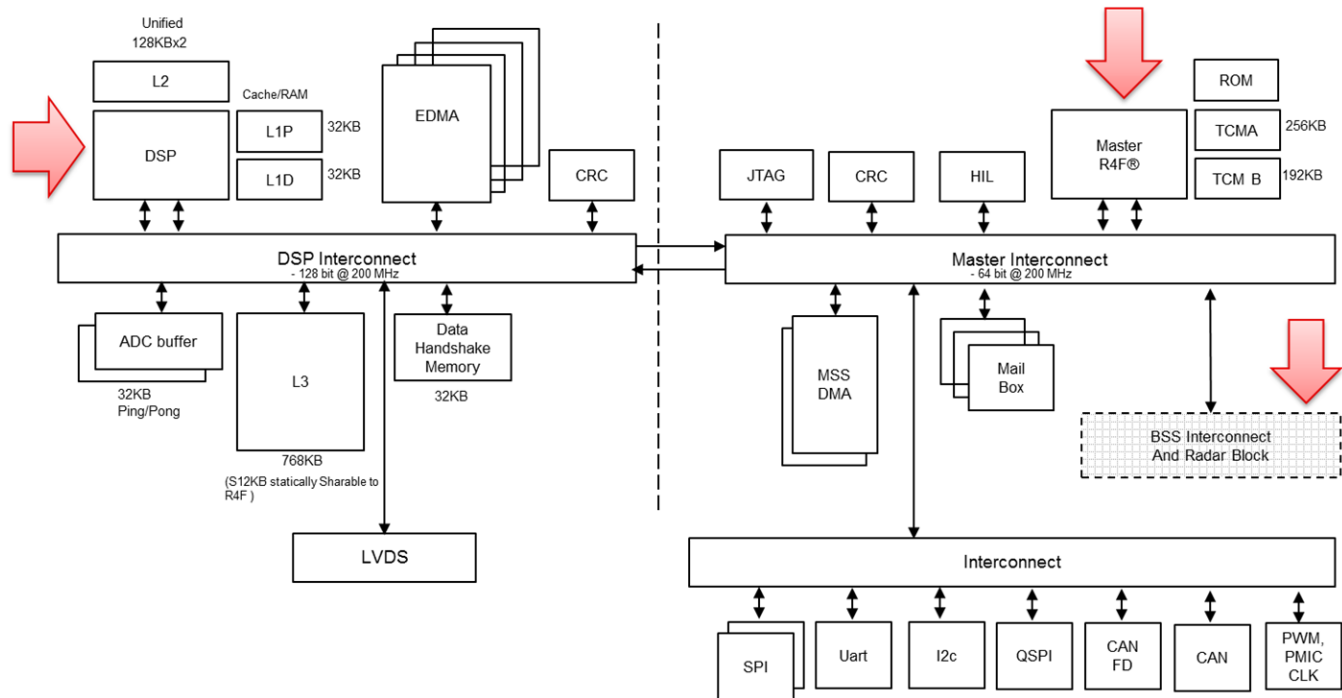 Unified
128KBx2
L2
Cache/RAM
DSP
L1P
32KB
L1D
32KB
EDMA
CRC
DSP Interconnect
- 128 bit @ 200 MHz
ADC buffer
32KB
Ping/Pong
L3
768KB
(S12KB statically Sharable to
R4F )
Data
Handshake
Memory
32KB
LVDS
JTAG
CRC
HIL
Master
R4F®
ROM
TCMA
256KB
TCM B
192KB
Master Interconnect
- 64 bit @ 200 MHz
MSS
DMA
Mail
Box
BSS Interconnect
And Radar Block
Interconnect
SPI
Uart
I2c
QSPI
CAN
FD
CAN
PWM,
PMIC
CLK